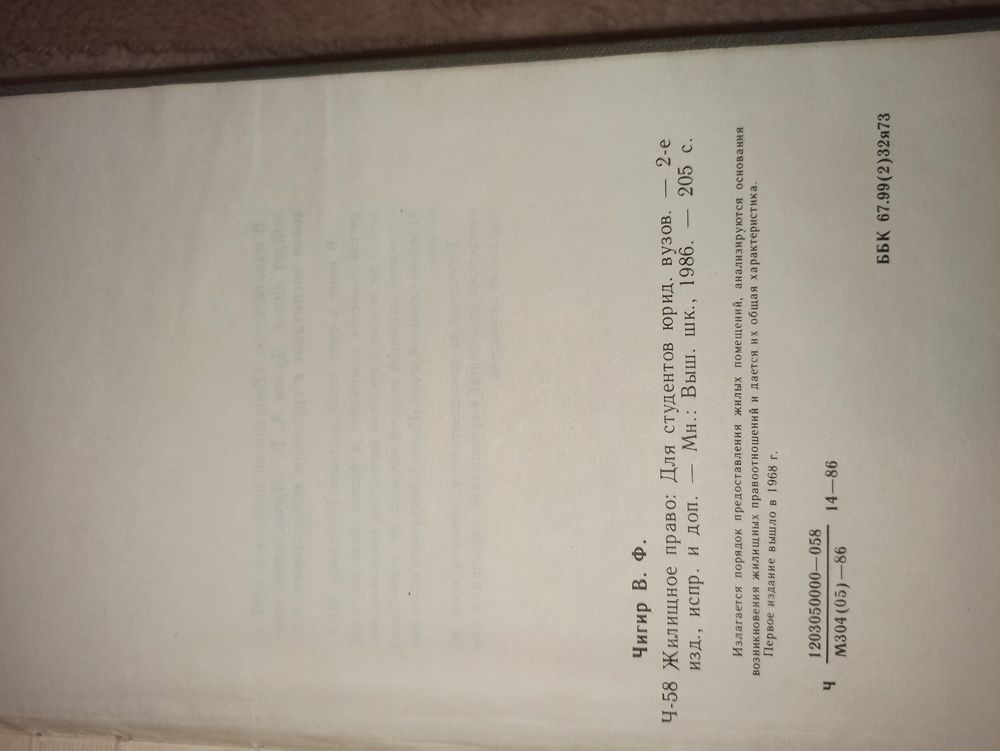 Чигир В. Ф.
Ч-58 Жилищное право: Для студентов юрид. вузов. — 2-е
изд., испр. и доп. — Мн.: Выш. шк., 1986. — 205 с.
Излагается порядок предоставления жилых помещений, анализируются основания
возникновения жилищных правоотношений и дается их общая характеристика.
Первое издание вышло в 1968 г.
Ч 1203050000—058 14—86
М304(05)—86
ББК 67.99(2)32я73